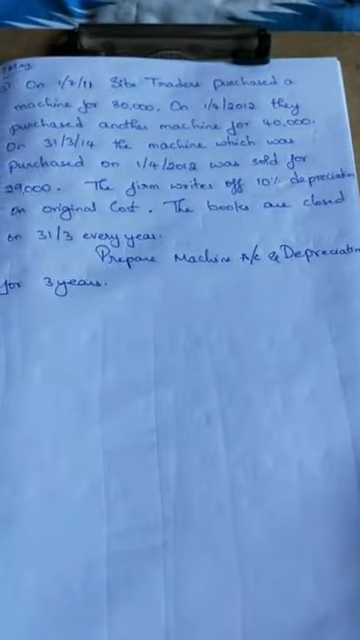 On 1/7/11 Sita Traders purchased a
machine for 80,000. On 1/4/2012 they
purchased another machine for 40,000.
On 31/3/14 the machine which was
purchased on 1/4/2012 was sold for
29,000. The firm writes off 10% depreciation
on original Cost. The books are closed
on 31/3 every year.
Prepare Machine A/c & Depreciation
for 3 years.